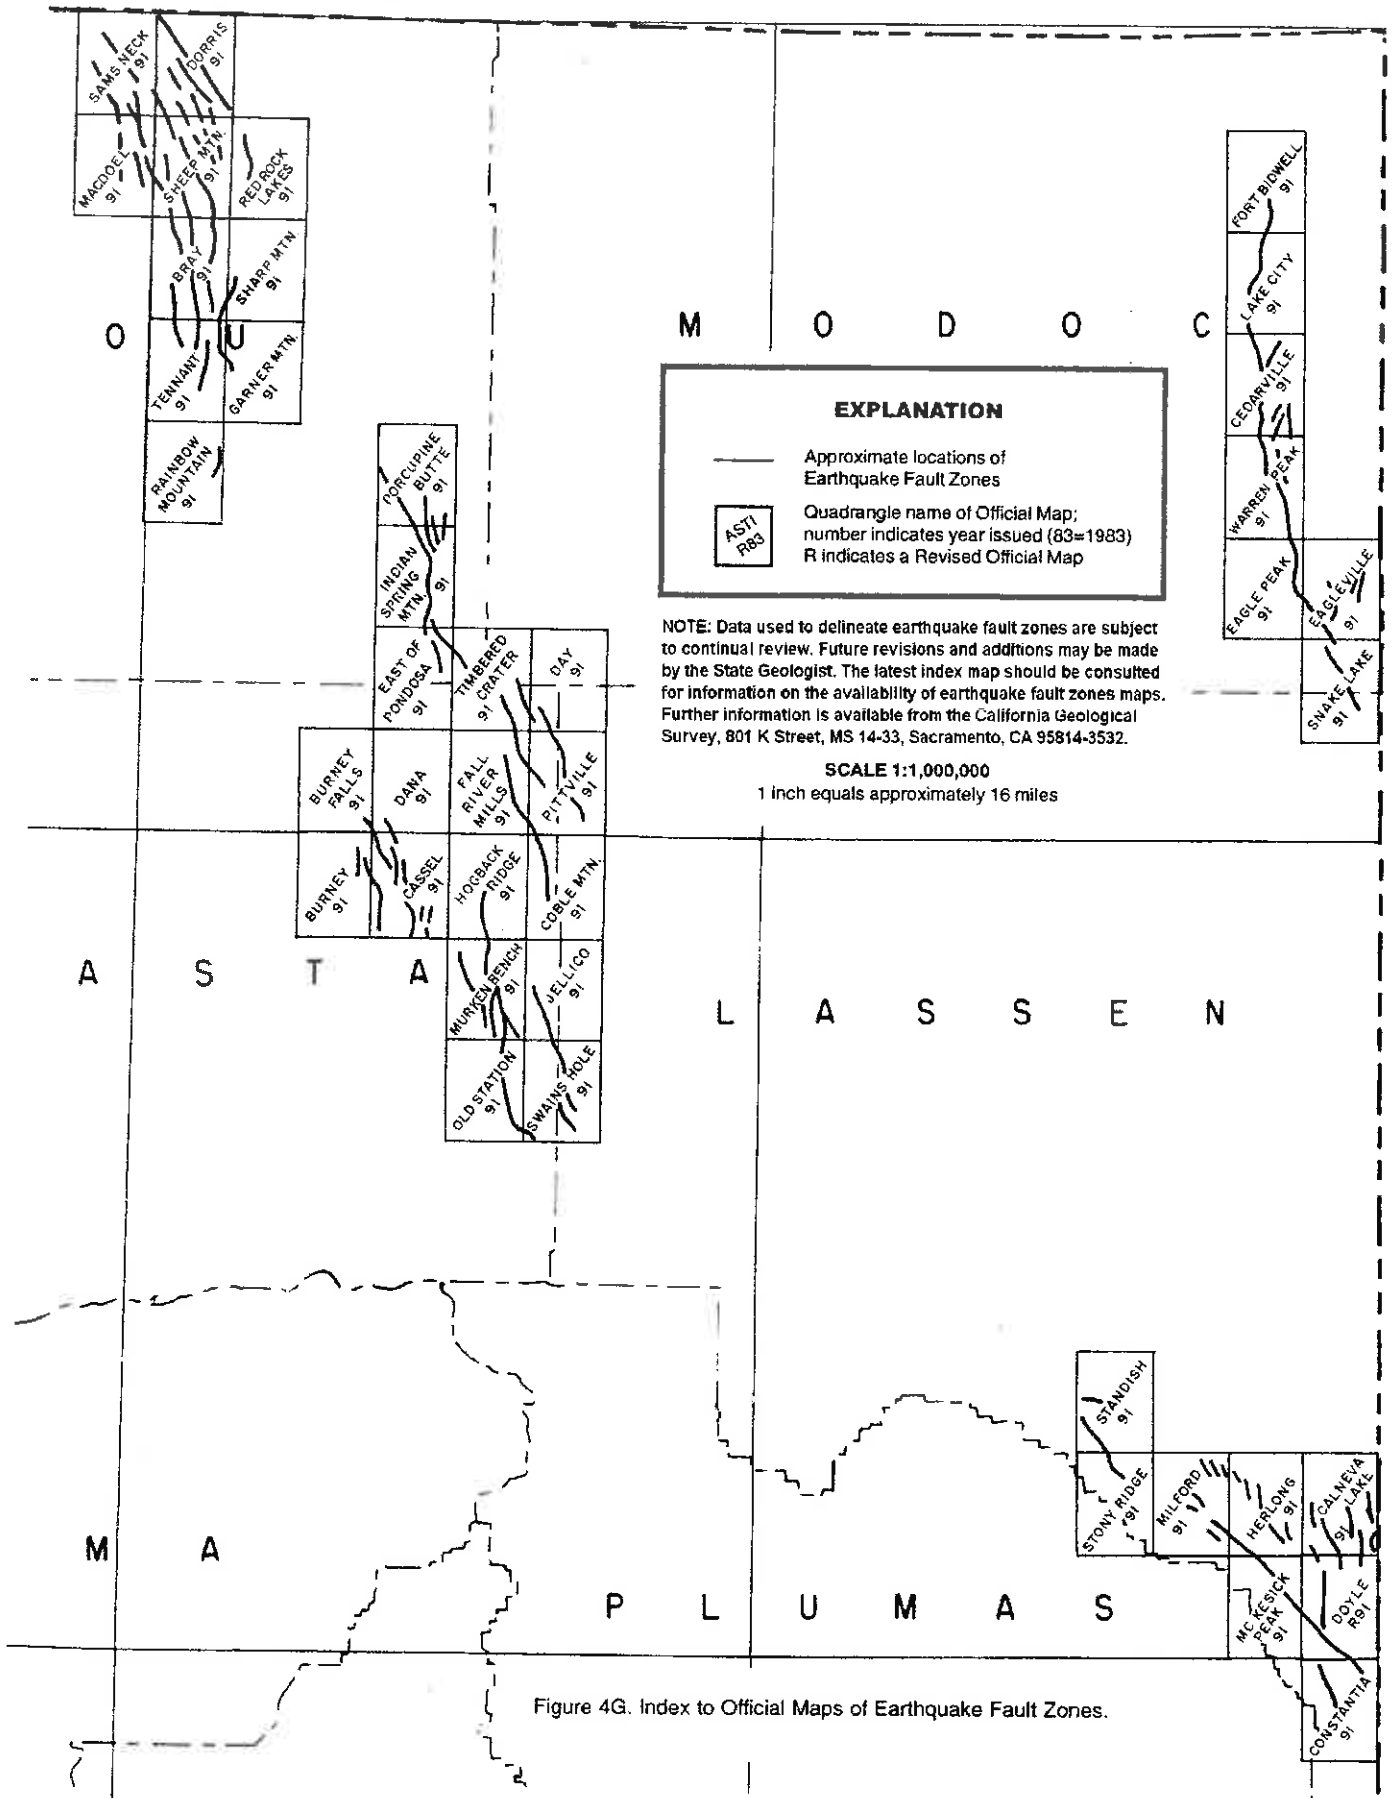 SAMS NECK
91
DORRIS
91
MACDOEL
91
SHEEP MTN.
91
RED ROCK
LAKES
91
BRAY
91
SHARP MTN.
91
O U
TENNANT
91
GARNER MTN.
91
RAINBOW
MOUNTAIN
91
FORT BIDWELL
91
LAKE CITY
91
M O D O C
CEDARVILLE
91
WARREN PEAK
91
EAGLE PEAK
91
EAGLEVILLE
91
SNAKE LAKE
91
EXPLANATION
Approximate locations of
Earthquake Fault Zones
ASTI
R83
Quadrangle name of Official Map;
number indicates year issued (83=1983)
R indicates a Revised Official Map
NOTE: Data used to delineate earthquake fault zones are subject
to continual review. Future revisions and additions may be made
by the State Geologist. The latest index map should be consulted
for information on the availability of earthquake fault zones maps.
Further information is available from the California Geological
Survey, 801 K Street, MS 14-33, Sacramento, CA 95814-3532.
SCALE 1:1,000,000
1 inch equals approximately 16 miles
PORCUPINE
BUTTE
91
INDIAN
SPRING
MTN.
91
EAST OF
PONDOSA
91
TIMBERED
CRATER
91
DAY
91
BURNEY
FALLS
91
DANA
91
FALL
RIVER
MILLS
91
PITTVILLE
91
BURNEY
91
CASSEL
91
HOGBACK
RIDGE
91
COBLE MTN.
91
A S T A
MURKEN BENCH
91
JELLICO
91
L A S S E N
OLD STATION
91
SWAINS HOLE
91
STANDISH
91
STONY RIDGE
91
MILFORD
91
HERLONG
91
CALNEVA
LAKE
91
M A
P L U M A S
MC KESICK
PEAK
91
DOYLE
R91
CONSTANTIA
91
Figure 4G. Index to Official Maps of Earthquake Fault Zones.